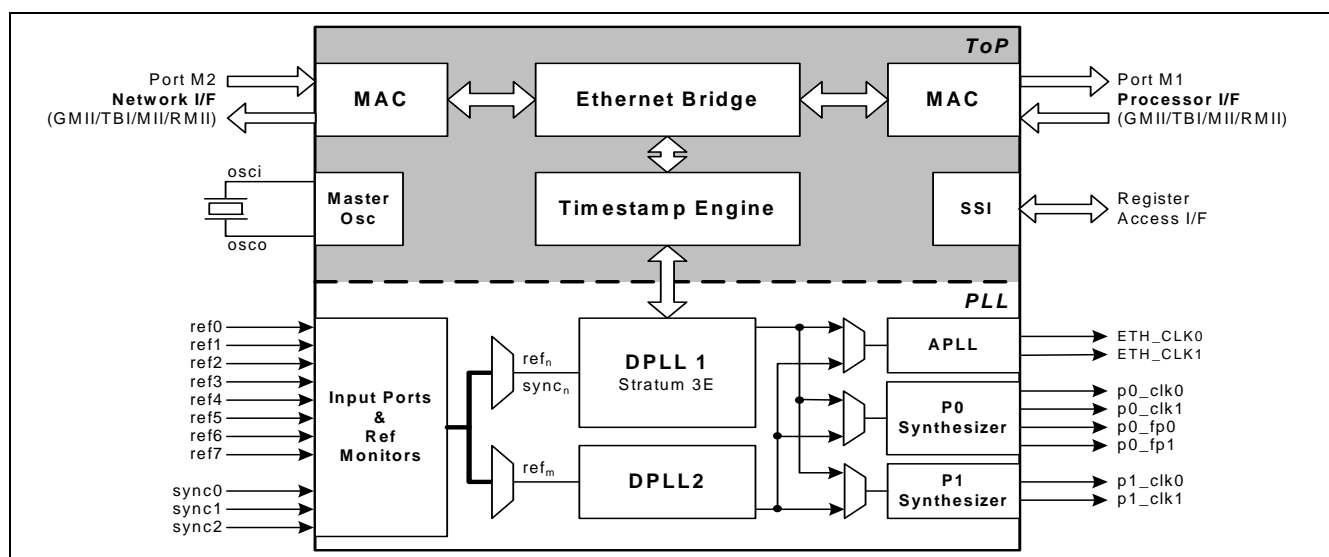 ToP
Port M2
Network I/F
(GMII/TBI/MII/RMII)
MAC
Ethernet Bridge
MAC
Port M1
Processor I/F
(GMII/TBI/MII/RMII)
osci
osco
Master
Osc
Timestamp Engine
SSI
Register
Access I/F
PLL
ref0
ref1
ref2
ref3
ref4
ref5
ref6
ref7
sync0
sync1
sync2
Input Ports
&
Ref
Monitors
refn
syncn
refm
DPLL 1
Stratum 3E
DPLL2
APLL
P0
Synthesizer
P1
Synthesizer
ETH_CLK0
ETH_CLK1
p0_clk0
p0_clk1
p0_fp0
p0_fp1
p1_clk0
p1_clk1